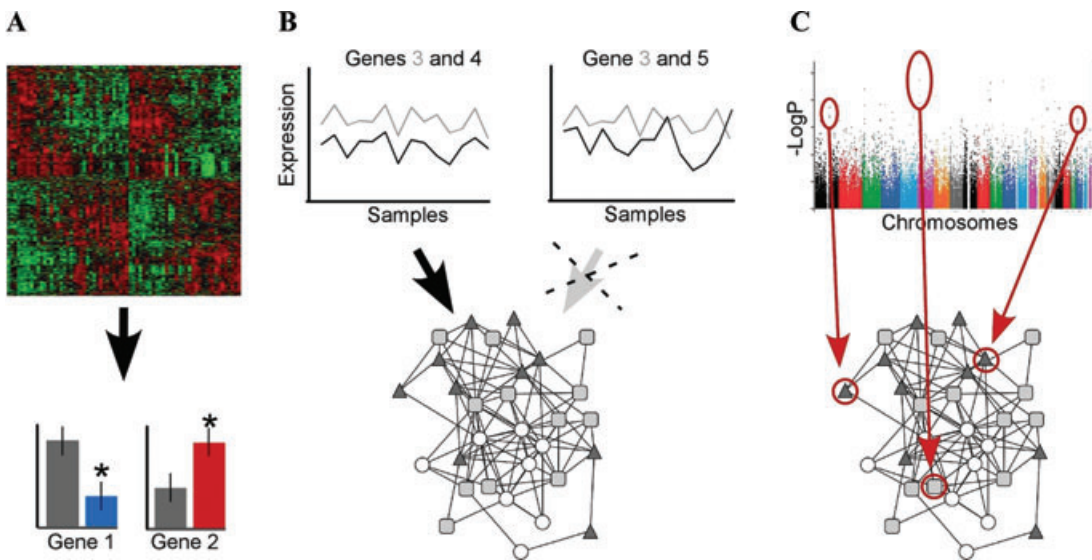 A
B
C
Genes 3 and 4
Gene 3 and 5
Expression
Samples
Samples
-LogP
Chromosomes
*
*
Gene 1
Gene 2